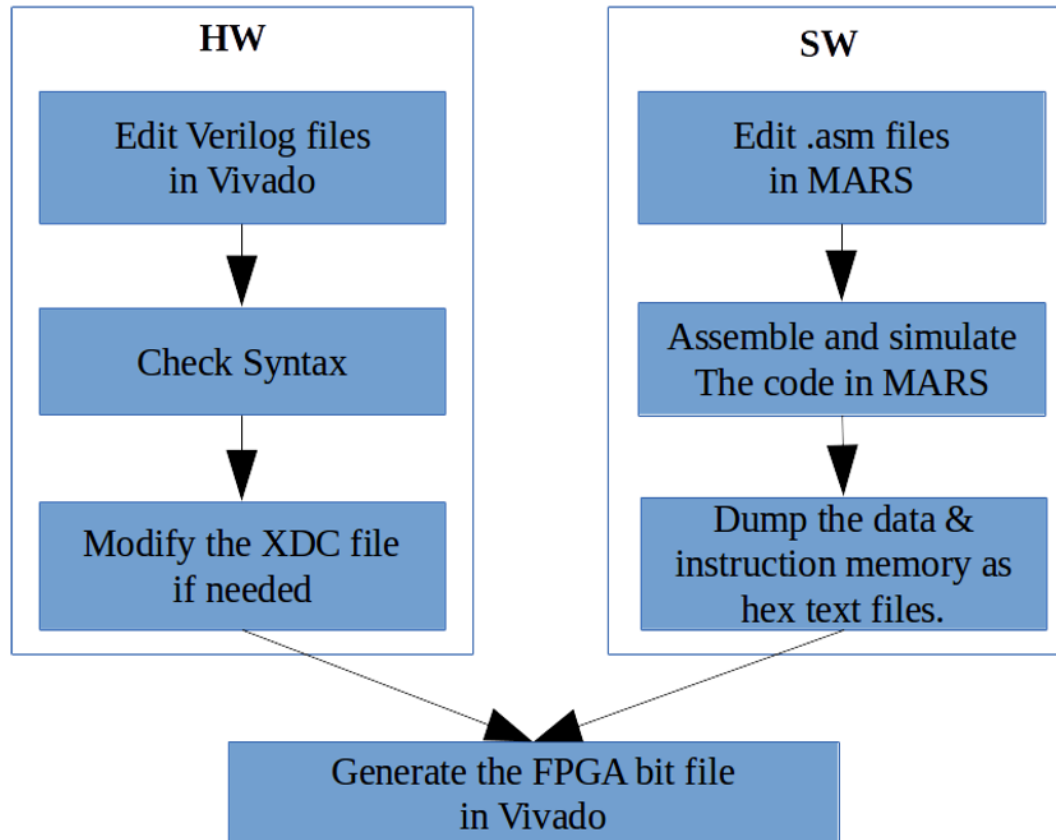 HW
Edit Verilog files
in Vivado
Check Syntax
Modify the XDC file
if needed
SW
Edit .asm files
in MARS
Assemble and simulate
The code in MARS
Dump the data &
instruction memory as
hex text files.
Generate the FPGA bit file
in Vivado